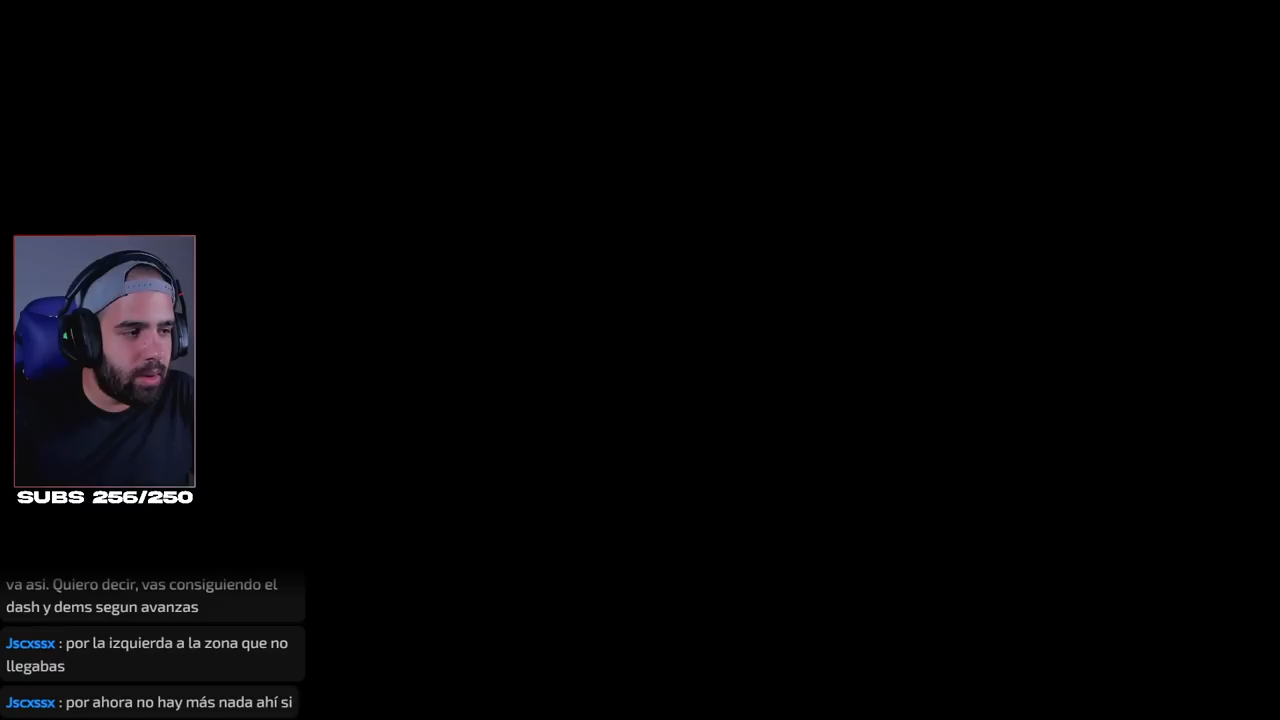 SUBS 256/250
va asi. Quiero decir, vas consiguiendo el
dash y dems segun avanzas
Jscxssx : por la izquierda a la zona que no
llegabas
Jscxssx : por ahora no hay más nada ahí si